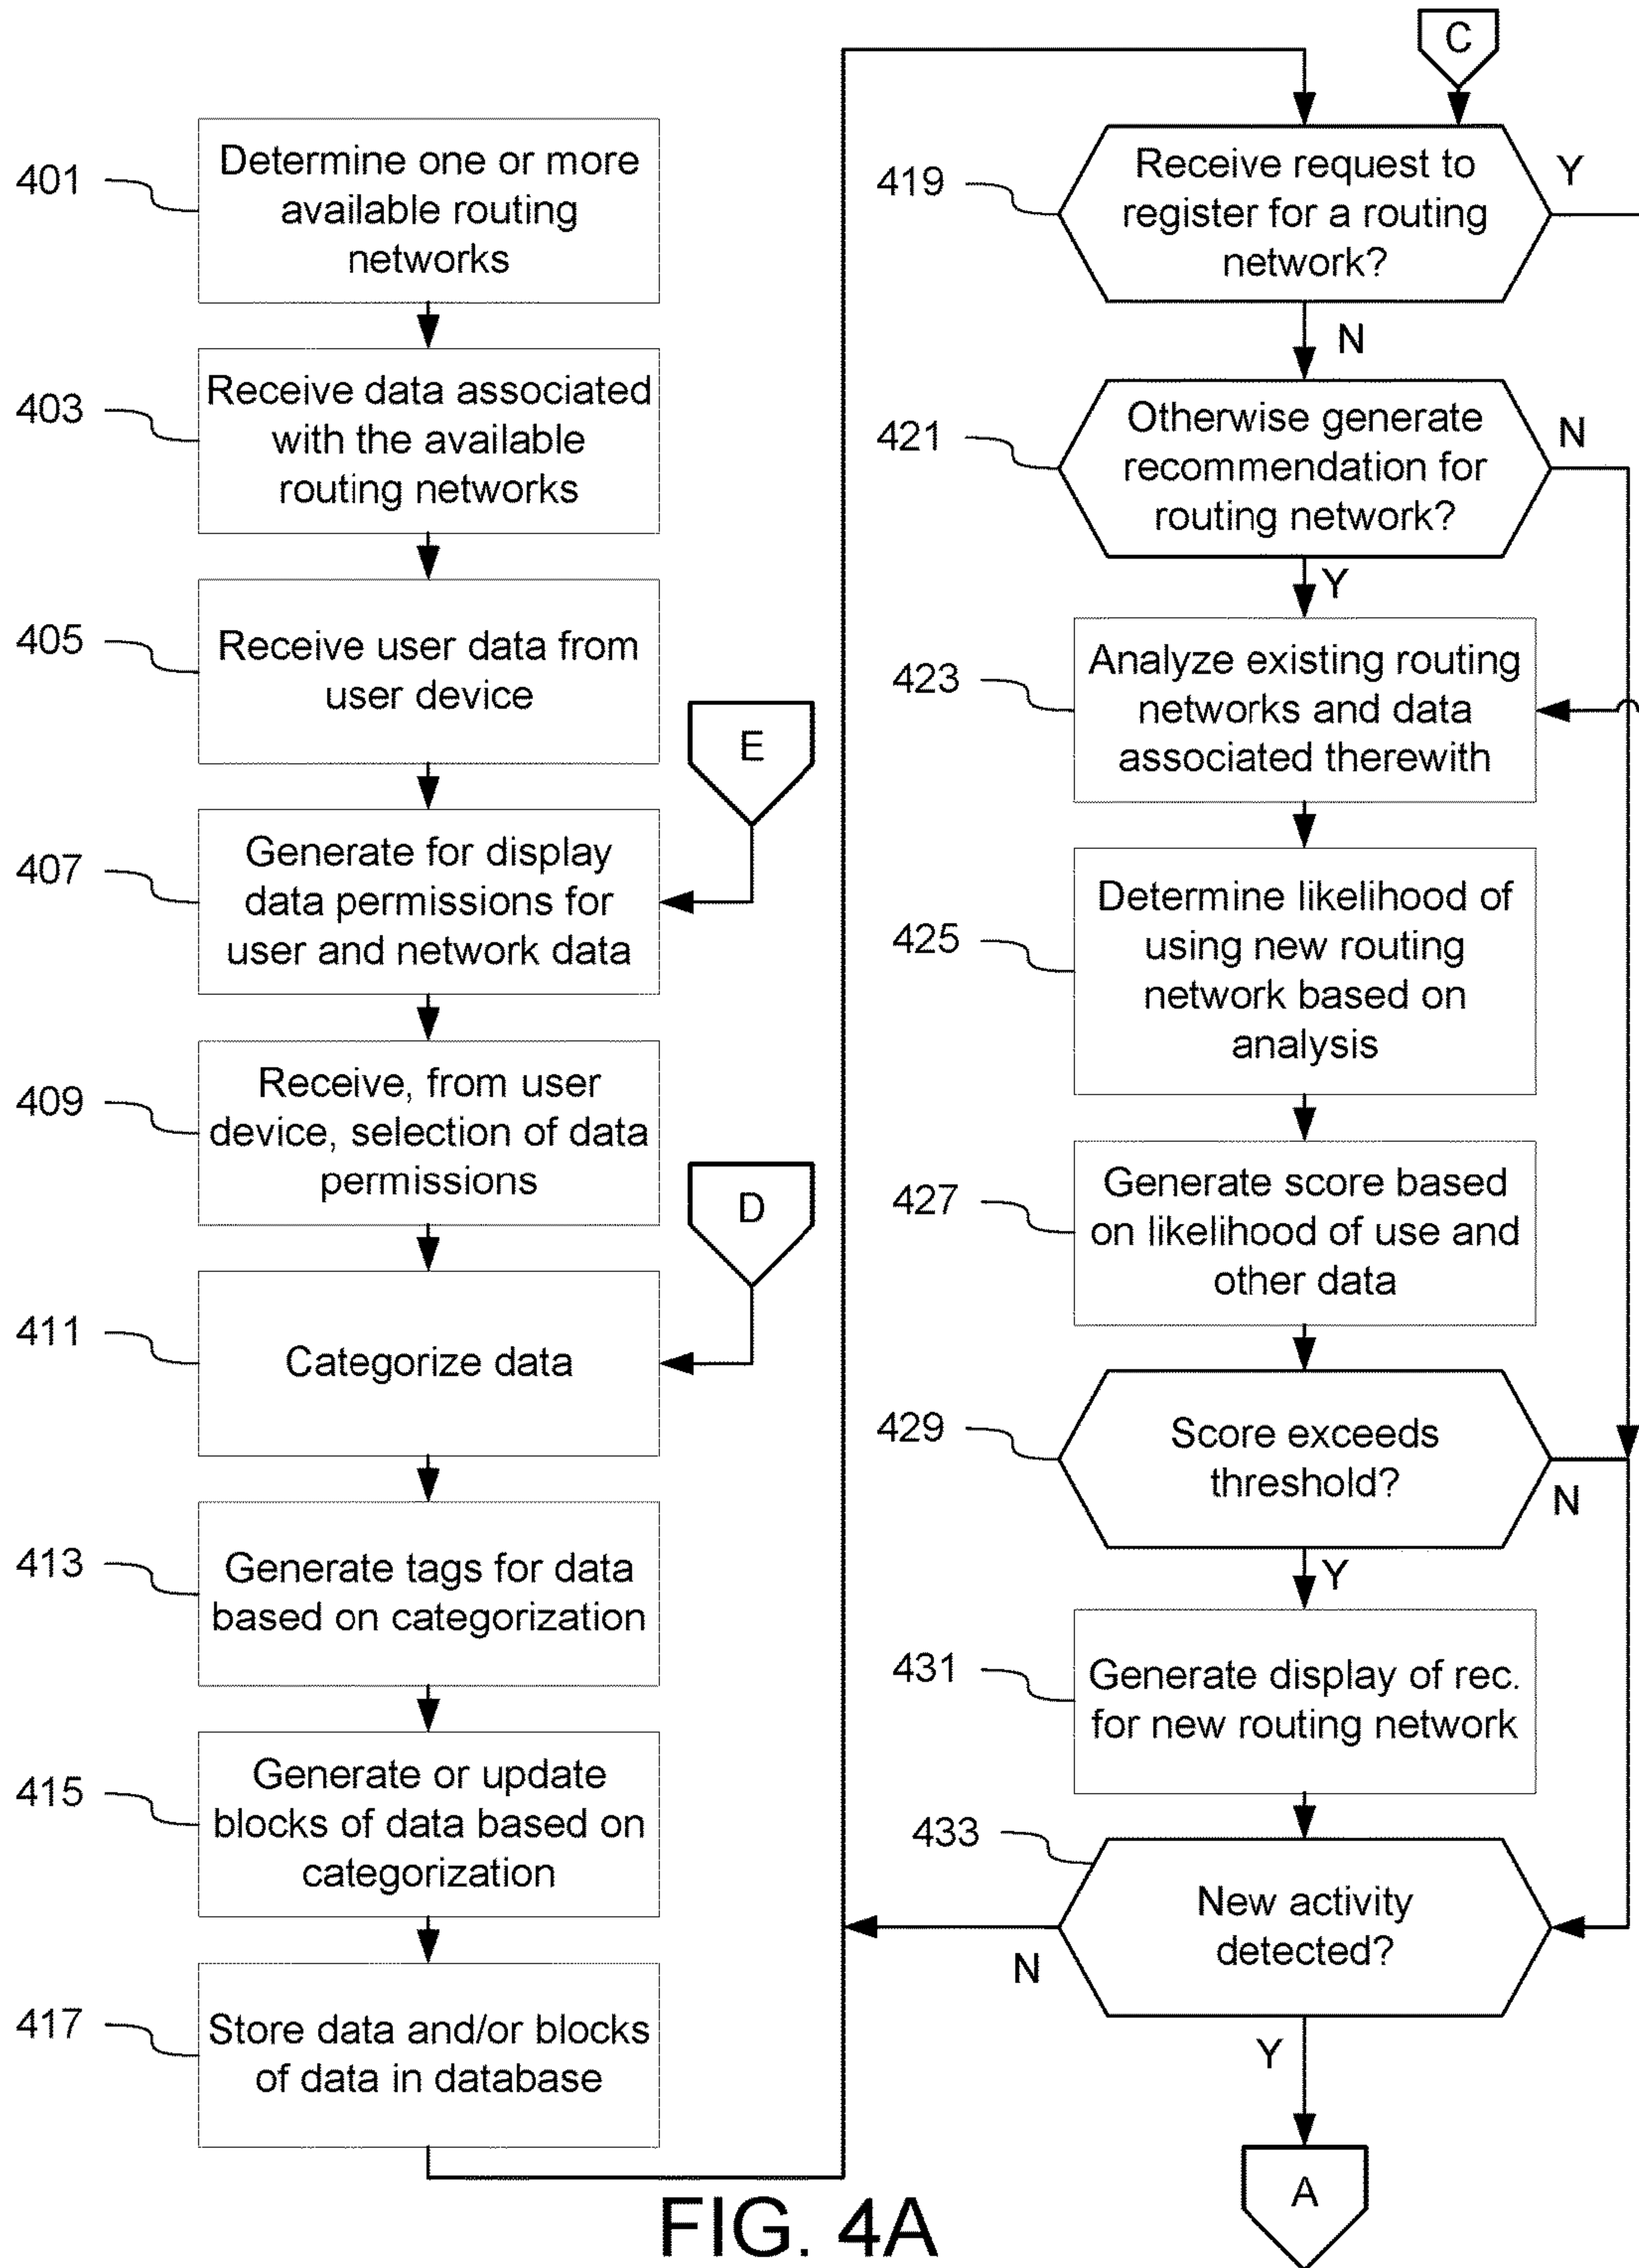 401
Determine one or more
available routing
networks
403
Receive data associated
with the available
routing networks
405
Receive user data from
user device
E
407
Generate for display
data permissions for
user and network data
409
Receive, from user
device, selection of data
permissions
D
411
Categorize data
413
Generate tags for data
based on categorization
415
Generate or update
blocks of data based on
categorization
417
Store data and/or blocks
of data in database
C
419
Receive request to
register for a routing
network?
Y
N
421
Otherwise generate
recommendation for
routing network?
N
Y
423
Analyze existing routing
networks and data
associated therewith
425
Determine likelihood of
using new routing
network based on
analysis
427
Generate score based
on likelihood of use and
other data
429
Score exceeds
threshold?
N
Y
431
Generate display of rec.
for new routing network
433
New activity
detected?
N
Y
A
FIG. 4A